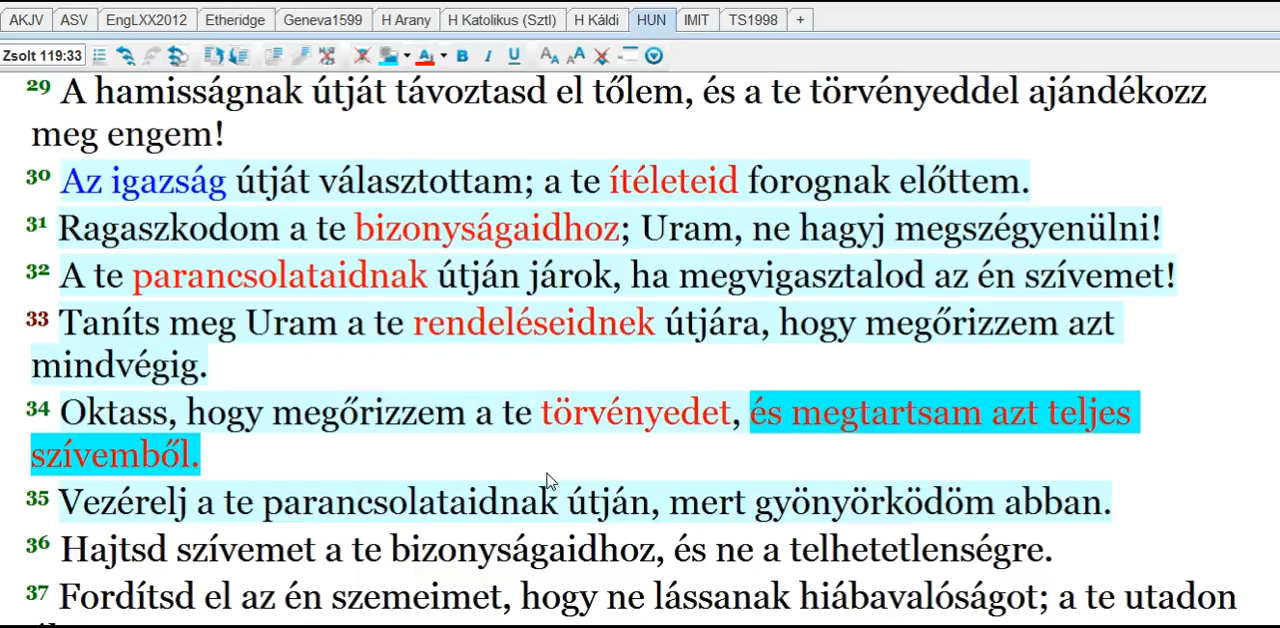 AKJV ASV EngLXX2012 Etheridge Geneva1599 H Arany H Katolikus (Sztl) H Káldi HUN IMIT TS1998 +
Zsolt 119:33
29 A hamisságnak útját távoztasd el tőlem, és a te törvényeddel ajándékozz
meg engem!
30 Az igazság útját választottam; a te ítéleteid forognak előttem.
31 Ragaszkodom a te bizonyságaidhoz; Uram, ne hagyj megszégyenülni!
32 A te parancsolataidnak útján járok, ha megvigasztalod az én szívemet!
33 Taníts meg Uram a te rendeléseidnek útjára, hogy megőrizzem azt
mindvégig.
34 Oktass, hogy megőrizzem a te törvényedet, és megtartsam azt teljes
szívemből.
35 Vezérelj a te parancsolataidnak útján, mert gyönyörködöm abban.
36 Hajtsd szívemet a te bizonyságaidhoz, és ne a telhetetlenségre.
37 Fordítsd el az én szemeimet, hogy ne lássanak hiábavalóságot; a te utadon